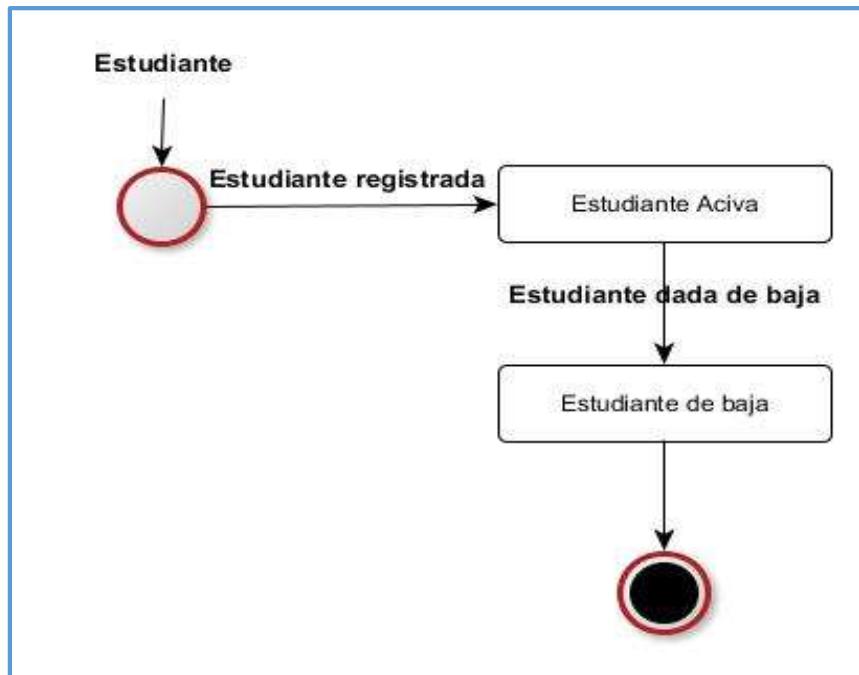 Estudiante
Estudiante registrada
Estudiante Aciva
Estudiante dada de baja
Estudiante de baja